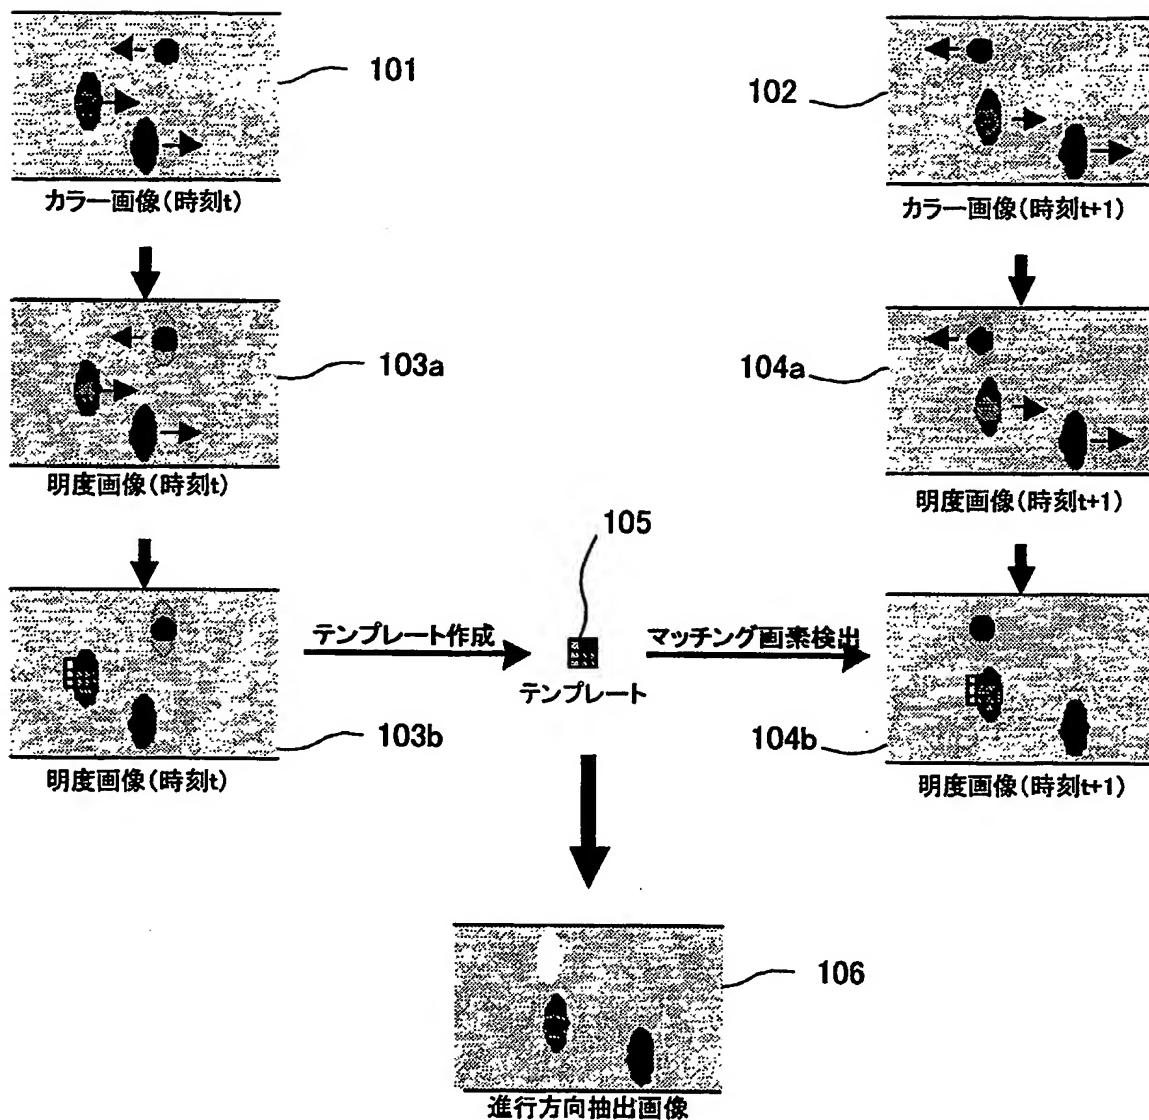 101
カラー画像(時刻t)
102
カラー画像(時刻t+1)
103a
明度画像(時刻t)
104a
明度画像(時刻t+1)
105
テンプレート作成
テンプレート
マッチング画素検出
103b
明度画像(時刻t)
104b
明度画像(時刻t+1)
106
進行方向抽出画像